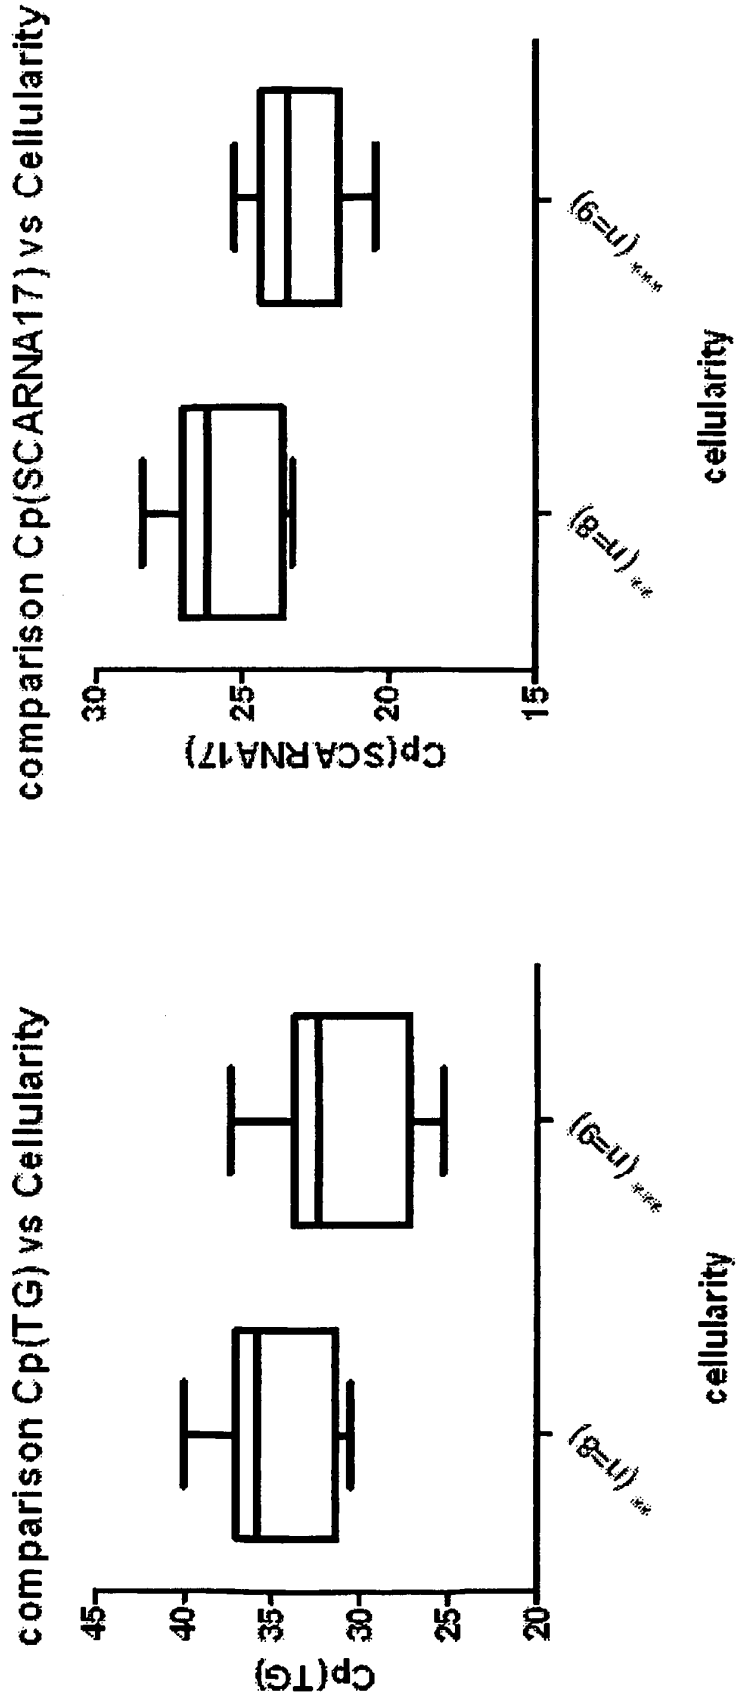 comparison Cp(TG) vs Cellularity
Cp(TG)
45
40
35
30
25
20
** (n=8)
*** (n=9)
cellularity
comparison Cp(SCARNA17) vs Cellularity
Cp(SCARNA17)
30
25
20
15
** (n=8)
*** (n=9)
cellularity